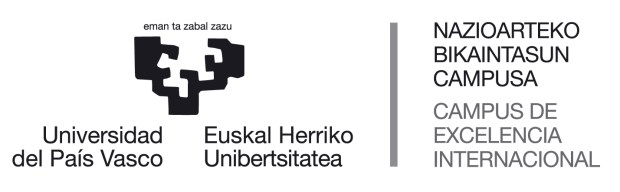 eman ta zabal zazu
Universidad
del País Vasco
Euskal Herriko
Unibertsitatea
NAZIOARTEKO
BIKAINTASUN
CAMPUSA
CAMPUS DE
EXCELENCIA
INTERNACIONAL